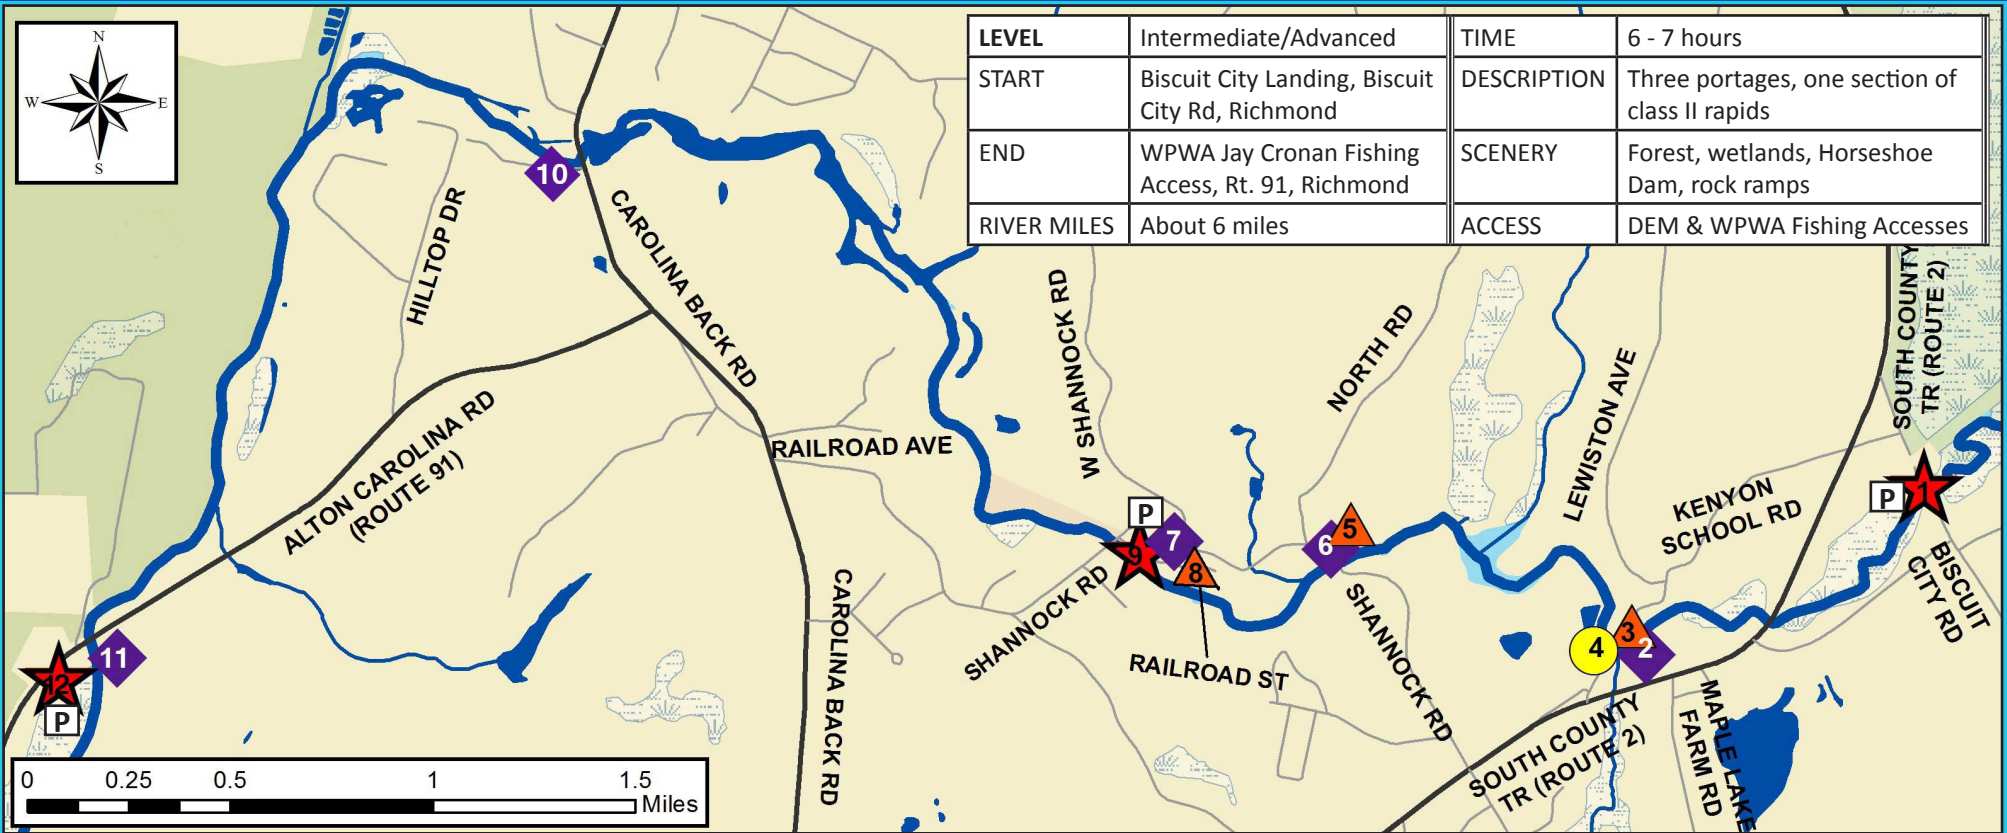 N
W
E
S
LEVEL
Intermediate/Advanced
TIME
6 - 7 hours
START
Biscuit City Landing, Biscuit
City Rd, Richmond
DESCRIPTION
Three portages, one section of
class II rapids
END
WPWA Jay Cronan Fishing
Access, Rt. 91, Richmond
SCENERY
Forest, wetlands, Horseshoe
Dam, rock ramps
RIVER MILES
About 6 miles
ACCESS
DEM & WPWA Fishing Accesses
10
HILLTOP DR
CAROLINA BACK RD
W SHANNOCK RD
NORTH RD
LEWISTON AVE
SOUTH COUNTY
TR (ROUTE 2)
ALTON CAROLINA RD
(ROUTE 91)
RAILROAD AVE
KENYON
SCHOOL RD
P
1
P
9
7
8
6
5
BISCUIT
CITY RD
SHANNOCK RD
RAILROAD ST
SHANNOCK RD
4
3
2
CAROLINA BACK RD
11
12
P
SOUTH COUNTY
TR (ROUTE 2)
MAPLE LAKE
FARM RD
0
0.25
0.5
1
1.5
Miles